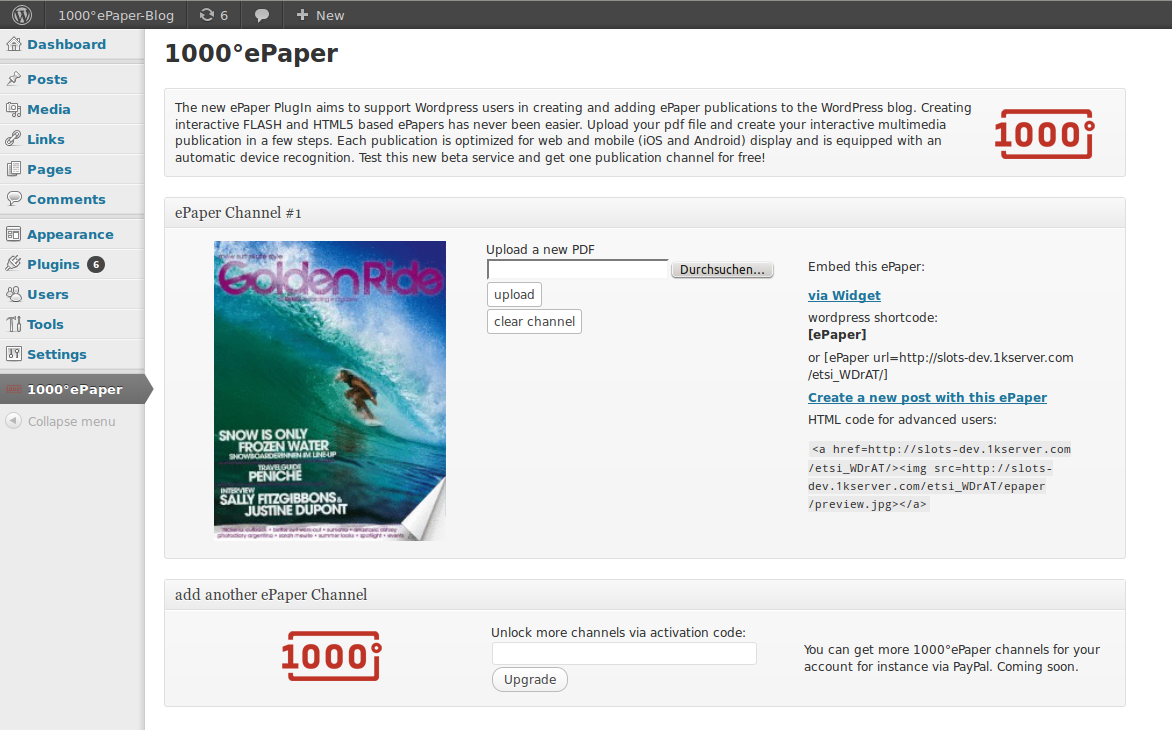 1000°ePaper-Blog 6 New
Dashboard
Posts
Media
Links
Pages
Comments
Appearance
Plugins 6
Users
Tools
Settings
1000°ePaper
Collapse menu
1000°ePaper
The new ePaper PlugIn aims to support Wordpress users in creating and adding ePaper publications to the WordPress blog. Creating
interactive FLASH and HTML5 based ePapers has never been easier. Upload your pdf file and create your interactive multimedia
publication in a few steps. Each publication is optimized for web and mobile (iOS and Android) display and is equipped with an
automatic device recognition. Test this new beta service and get one publication channel for free!
1000°
ePaper Channel #1
Golden Ride
SNOW IS ONLY
FROZEN WATER
SNOWBOARDERINNEN IM LINE-UP
TRAVELGUIDE
PENICHE
INTERVIEW
SALLY FITZGIBBONS &
JUSTINE DUPONT
Upload a new PDF
Durchsuchen...
upload
clear channel
Embed this ePaper:
via Widget
wordpress shortcode:
[ePaper]
or [ePaper url=http://slots-dev.1kserver.com
/etsi_WDrAT/]
Create a new post with this ePaper
HTML code for advanced users:
<a href=http://slots-dev.1kserver.com
/etsi_WDrAT/><img src=http://slots-
dev.1kserver.com/etsi_WDrAT/epaper
/preview.jpg></a>
add another ePaper Channel
1000°
Unlock more channels via activation code:
Upgrade
You can get more 1000°ePaper channels for your
account for instance via PayPal. Coming soon.